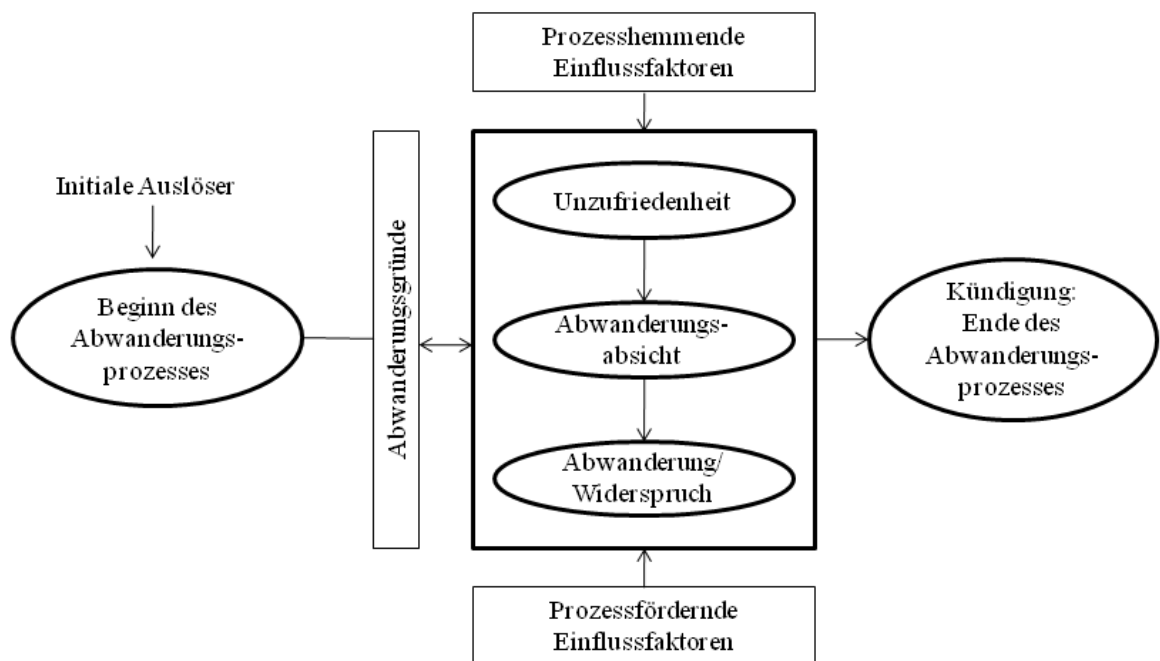 Prozesshemmende
Einflussfaktoren
Initiale Auslöser
Beginn des
Abwanderungs-
prozesses
Abwanderungsgründe
Unzufriedenheit
Abwanderungs-
absicht
Abwanderung/
Widerspruch
Kündigung:
Ende des
Abwanderungs-
prozesses
Prozessfördernde
Einflussfaktoren